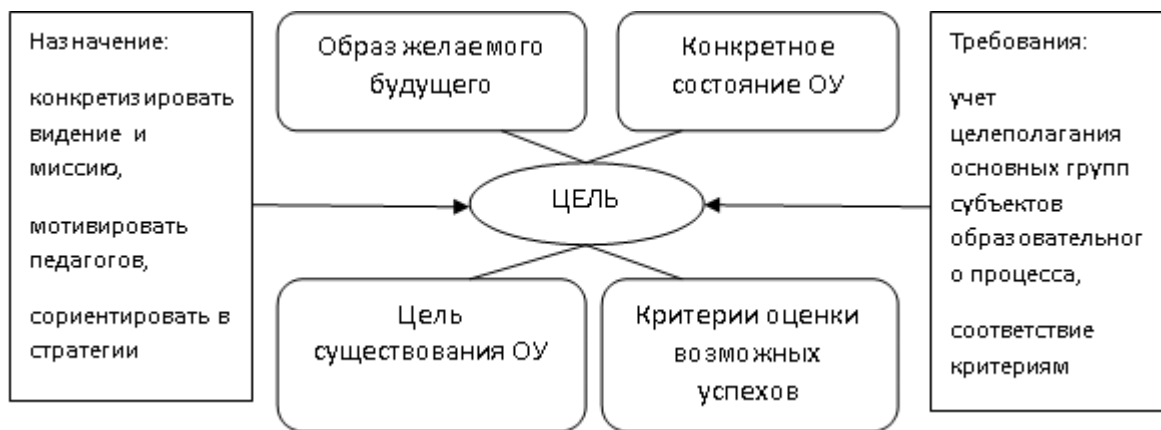 Назначение:
конкретизировать
видение и
миссию,
мотивировать
педагогов,
сориентировать в
стратегии
Образ желаемого
будущего
Конкретное
состояние ОУ
ЦЕЛЬ
Цель
существования ОУ
Критерии оценки
возможных
успехов
Требования:
учет
целеполагания
основных групп
субъектов
образовательног
о процесса,
соответствие
критериям